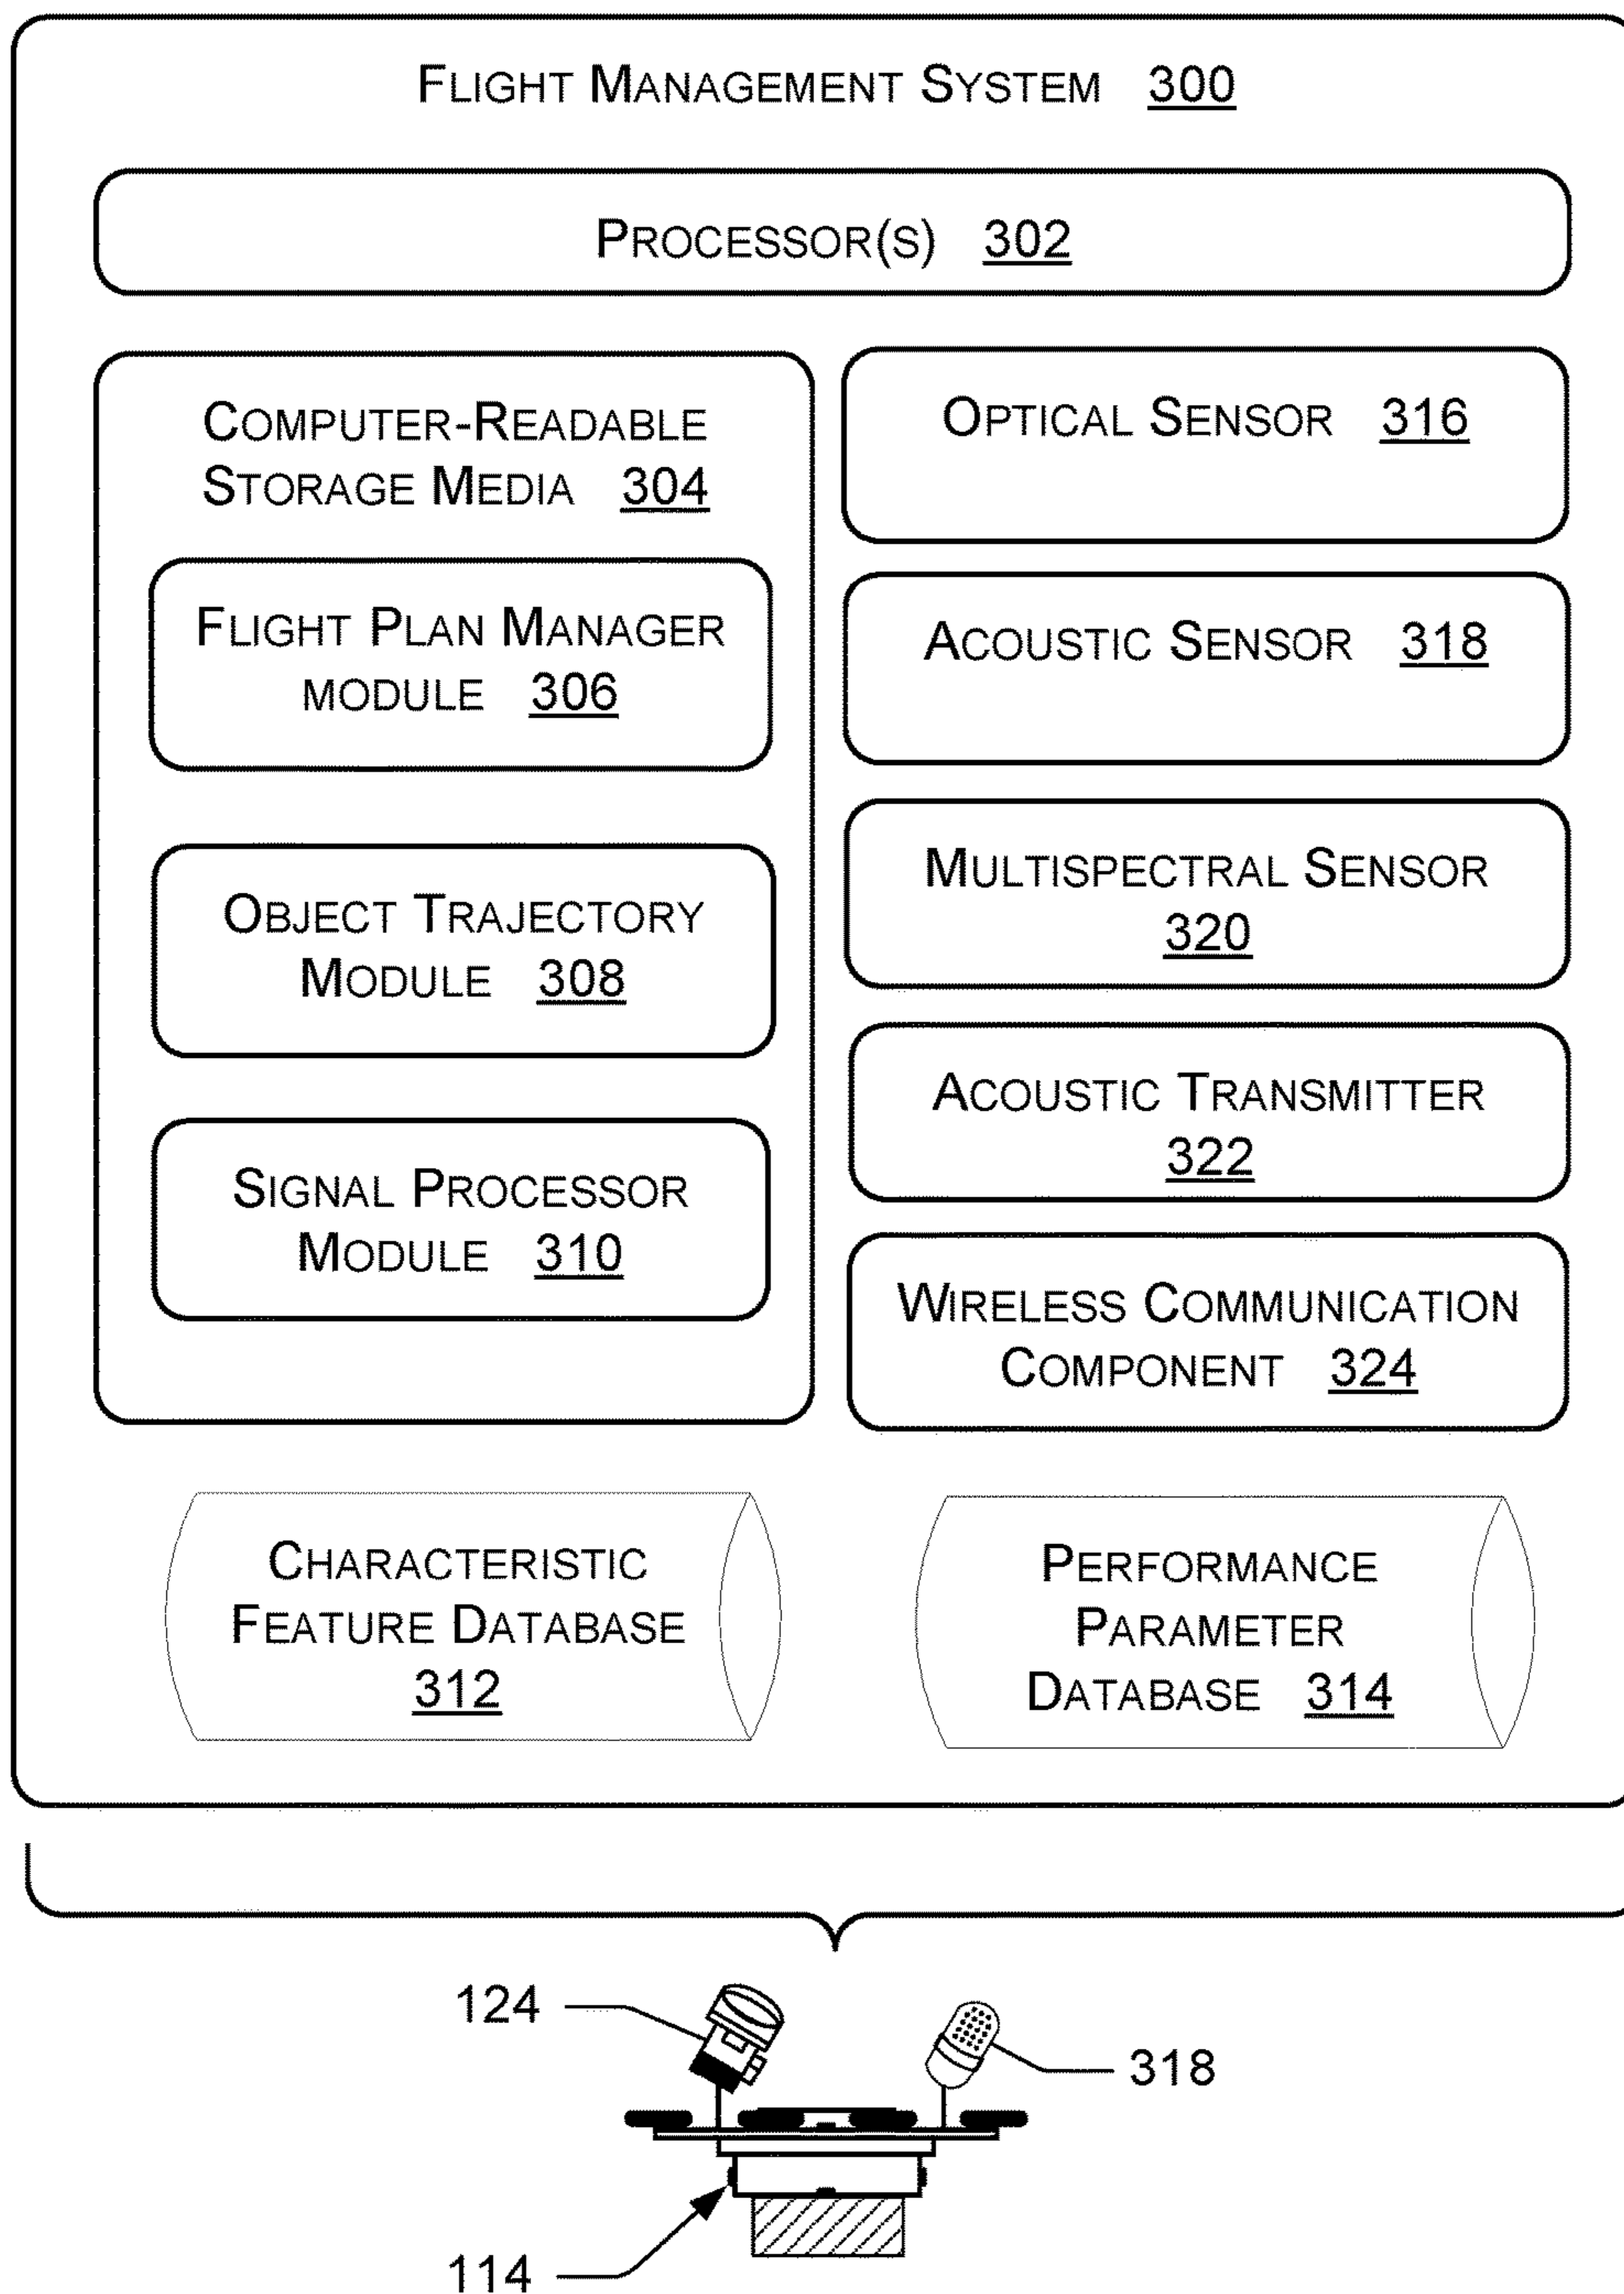 FLIGHT MANAGEMENT SYSTEM 300
PROCESSOR(S) 302
COMPUTER-READABLE
STORAGE MEDIA 304
FLIGHT PLAN MANAGER
MODULE 306
OBJECT TRAJECTORY
MODULE 308
SIGNAL PROCESSOR
MODULE 310
OPTICAL SENSOR 316
ACOUSTIC SENSOR 318
MULTISPECTRAL SENSOR
320
ACOUSTIC TRANSMITTER
322
WIRELESS COMMUNICATION
COMPONENT 324
CHARACTERISTIC
FEATURE DATABASE
312
PERFORMANCE
PARAMETER
DATABASE 314
124
318
114